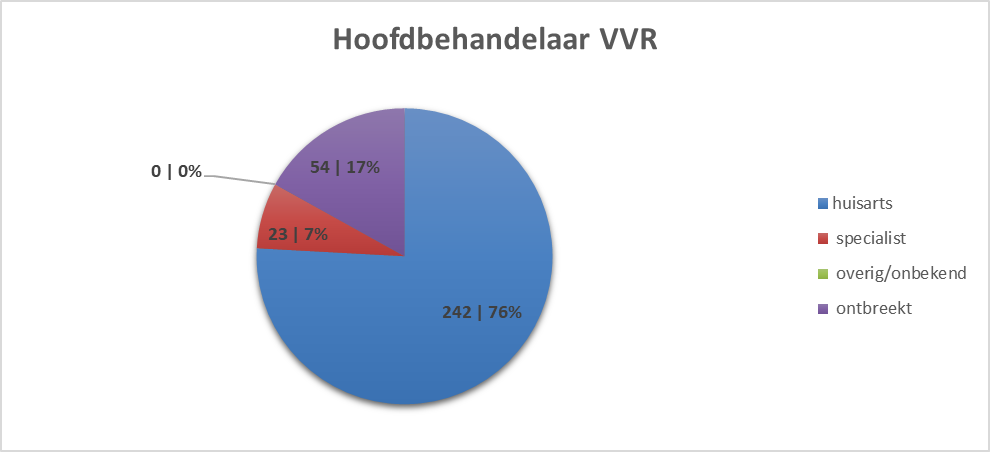 Hoofdbehandelaar VVR
54 | 17%
0 | 0%
23 | 7%
242 | 76%
huisarts
specialist
overig/onbekend
ontbreekt